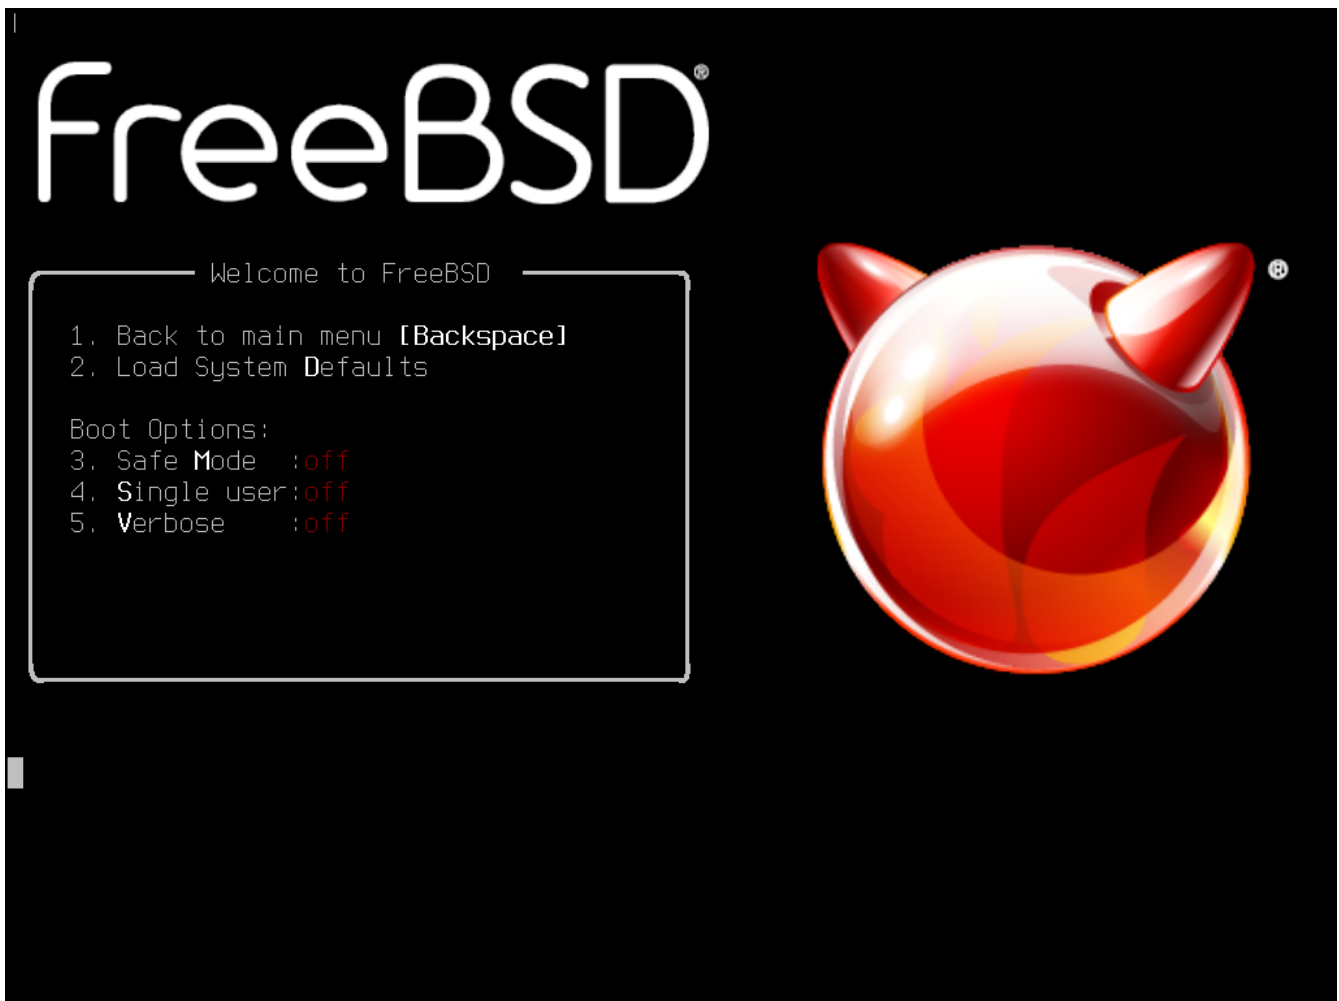 FreeBSD®
Welcome to FreeBSD
®
1. Back to main menu [Backspace]
2. Load System Defaults
Boot Options:
3. Safe Mode  :off
4. Single user:off
5. Verbose    :off